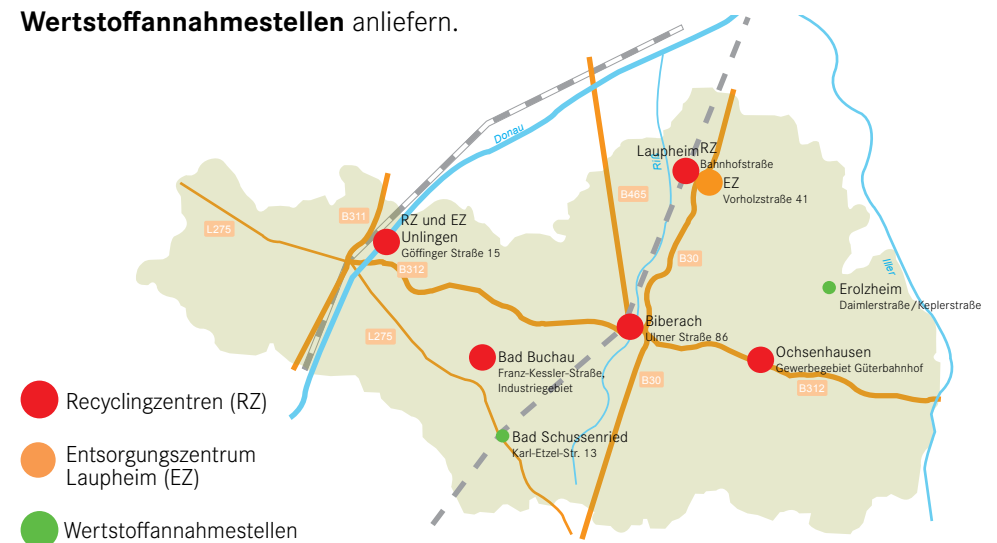 Wertstoffannahmestellen anliefern.
Donau
Laupheim
RZ
Bahnhofstraße
Riß
EZ
Vorholzstraße 41
B465
L275
B311
RZ und EZ
Unlingen
Göffinger Straße 15
B312
B30
Iller
Erolzheim
Daimlerstraße/Keplerstraße
Biberach
Ulmer Straße 86
L275
Bad Buchau
Franz-Kessler-Straße,
Industriegebiet
Ochsenhausen
Gewerbegebiet Güterbahnhof
B30
B312
Bad Schussenried
Karl-Etzel-Str. 13
Recyclingzentren (RZ)
Entsorgungszentrum
Laupheim (EZ)
Wertstoffannahmestellen